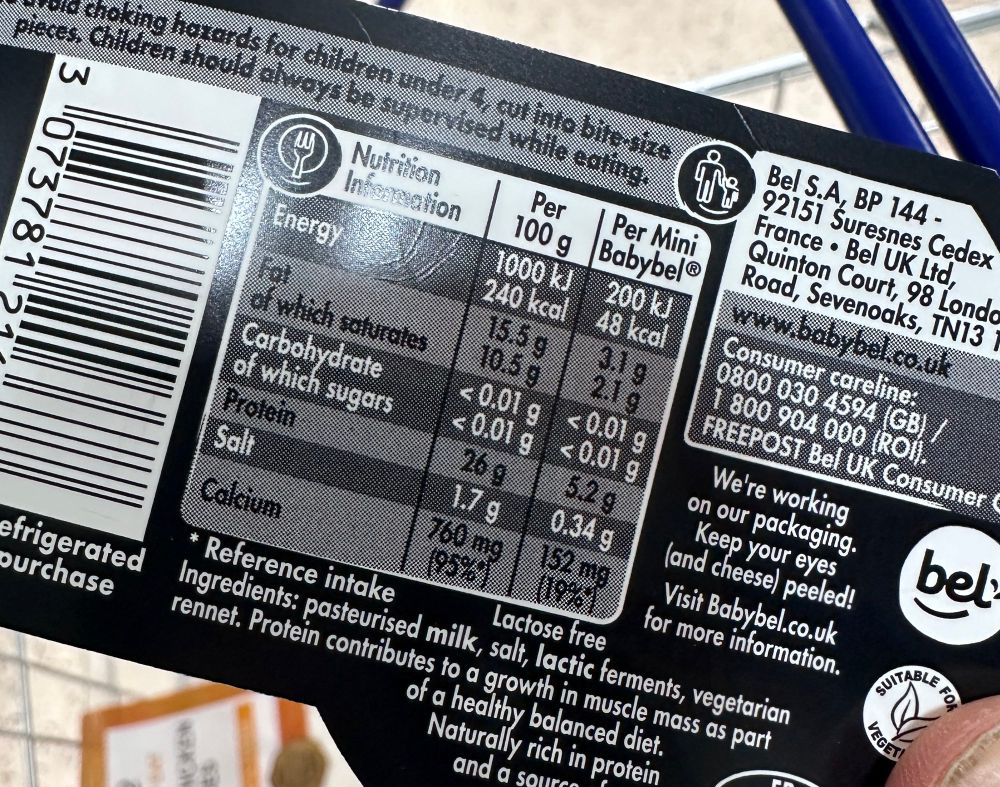 avoid choking hazards for children under 4, cut into bite-size
pieces. Children should always be supervised while eating.
3 073781 21
efrigerated
purchase
Nutrition Information | Per 100 g | Per Mini Babybel®
Energy | 1000 kJ 240 kcal | 200 kJ 48 kcal
Fat | 15.5 g | 3.1 g
of which saturates | 10.5 g | 2.1 g
Carbohydrate | < 0.01 g | < 0.01 g
of which sugars | < 0.01 g | < 0.01 g
Protein | 26 g | 5.2 g
Salt | 1.7 g | 0.34 g
Calcium | 760 mg (95%*) | 152 mg (19%*)
* Reference intake
Lactose free
Ingredients: pasteurised milk, salt, lactic ferments, vegetarian
rennet. Protein contributes to a growth in muscle mass as part
of a healthy balanced diet.
Naturally rich in protein
and a source
Bel S.A, BP 144 -
92151 Suresnes Cedex
France • Bel UK Ltd,
Quinton Court, 98 Londo
Road, Sevenoaks, TN13 1
www.babybel.co.uk
Consumer careline:
0800 030 4594 (GB) /
1 800 904 000 (ROI).
FREEPOST Bel UK Consumer
We're working
on our packaging.
Keep your eyes
(and cheese) peeled!
Visit Babybel.co.uk
for more information.
bel
SUITABLE FOR
VEGET